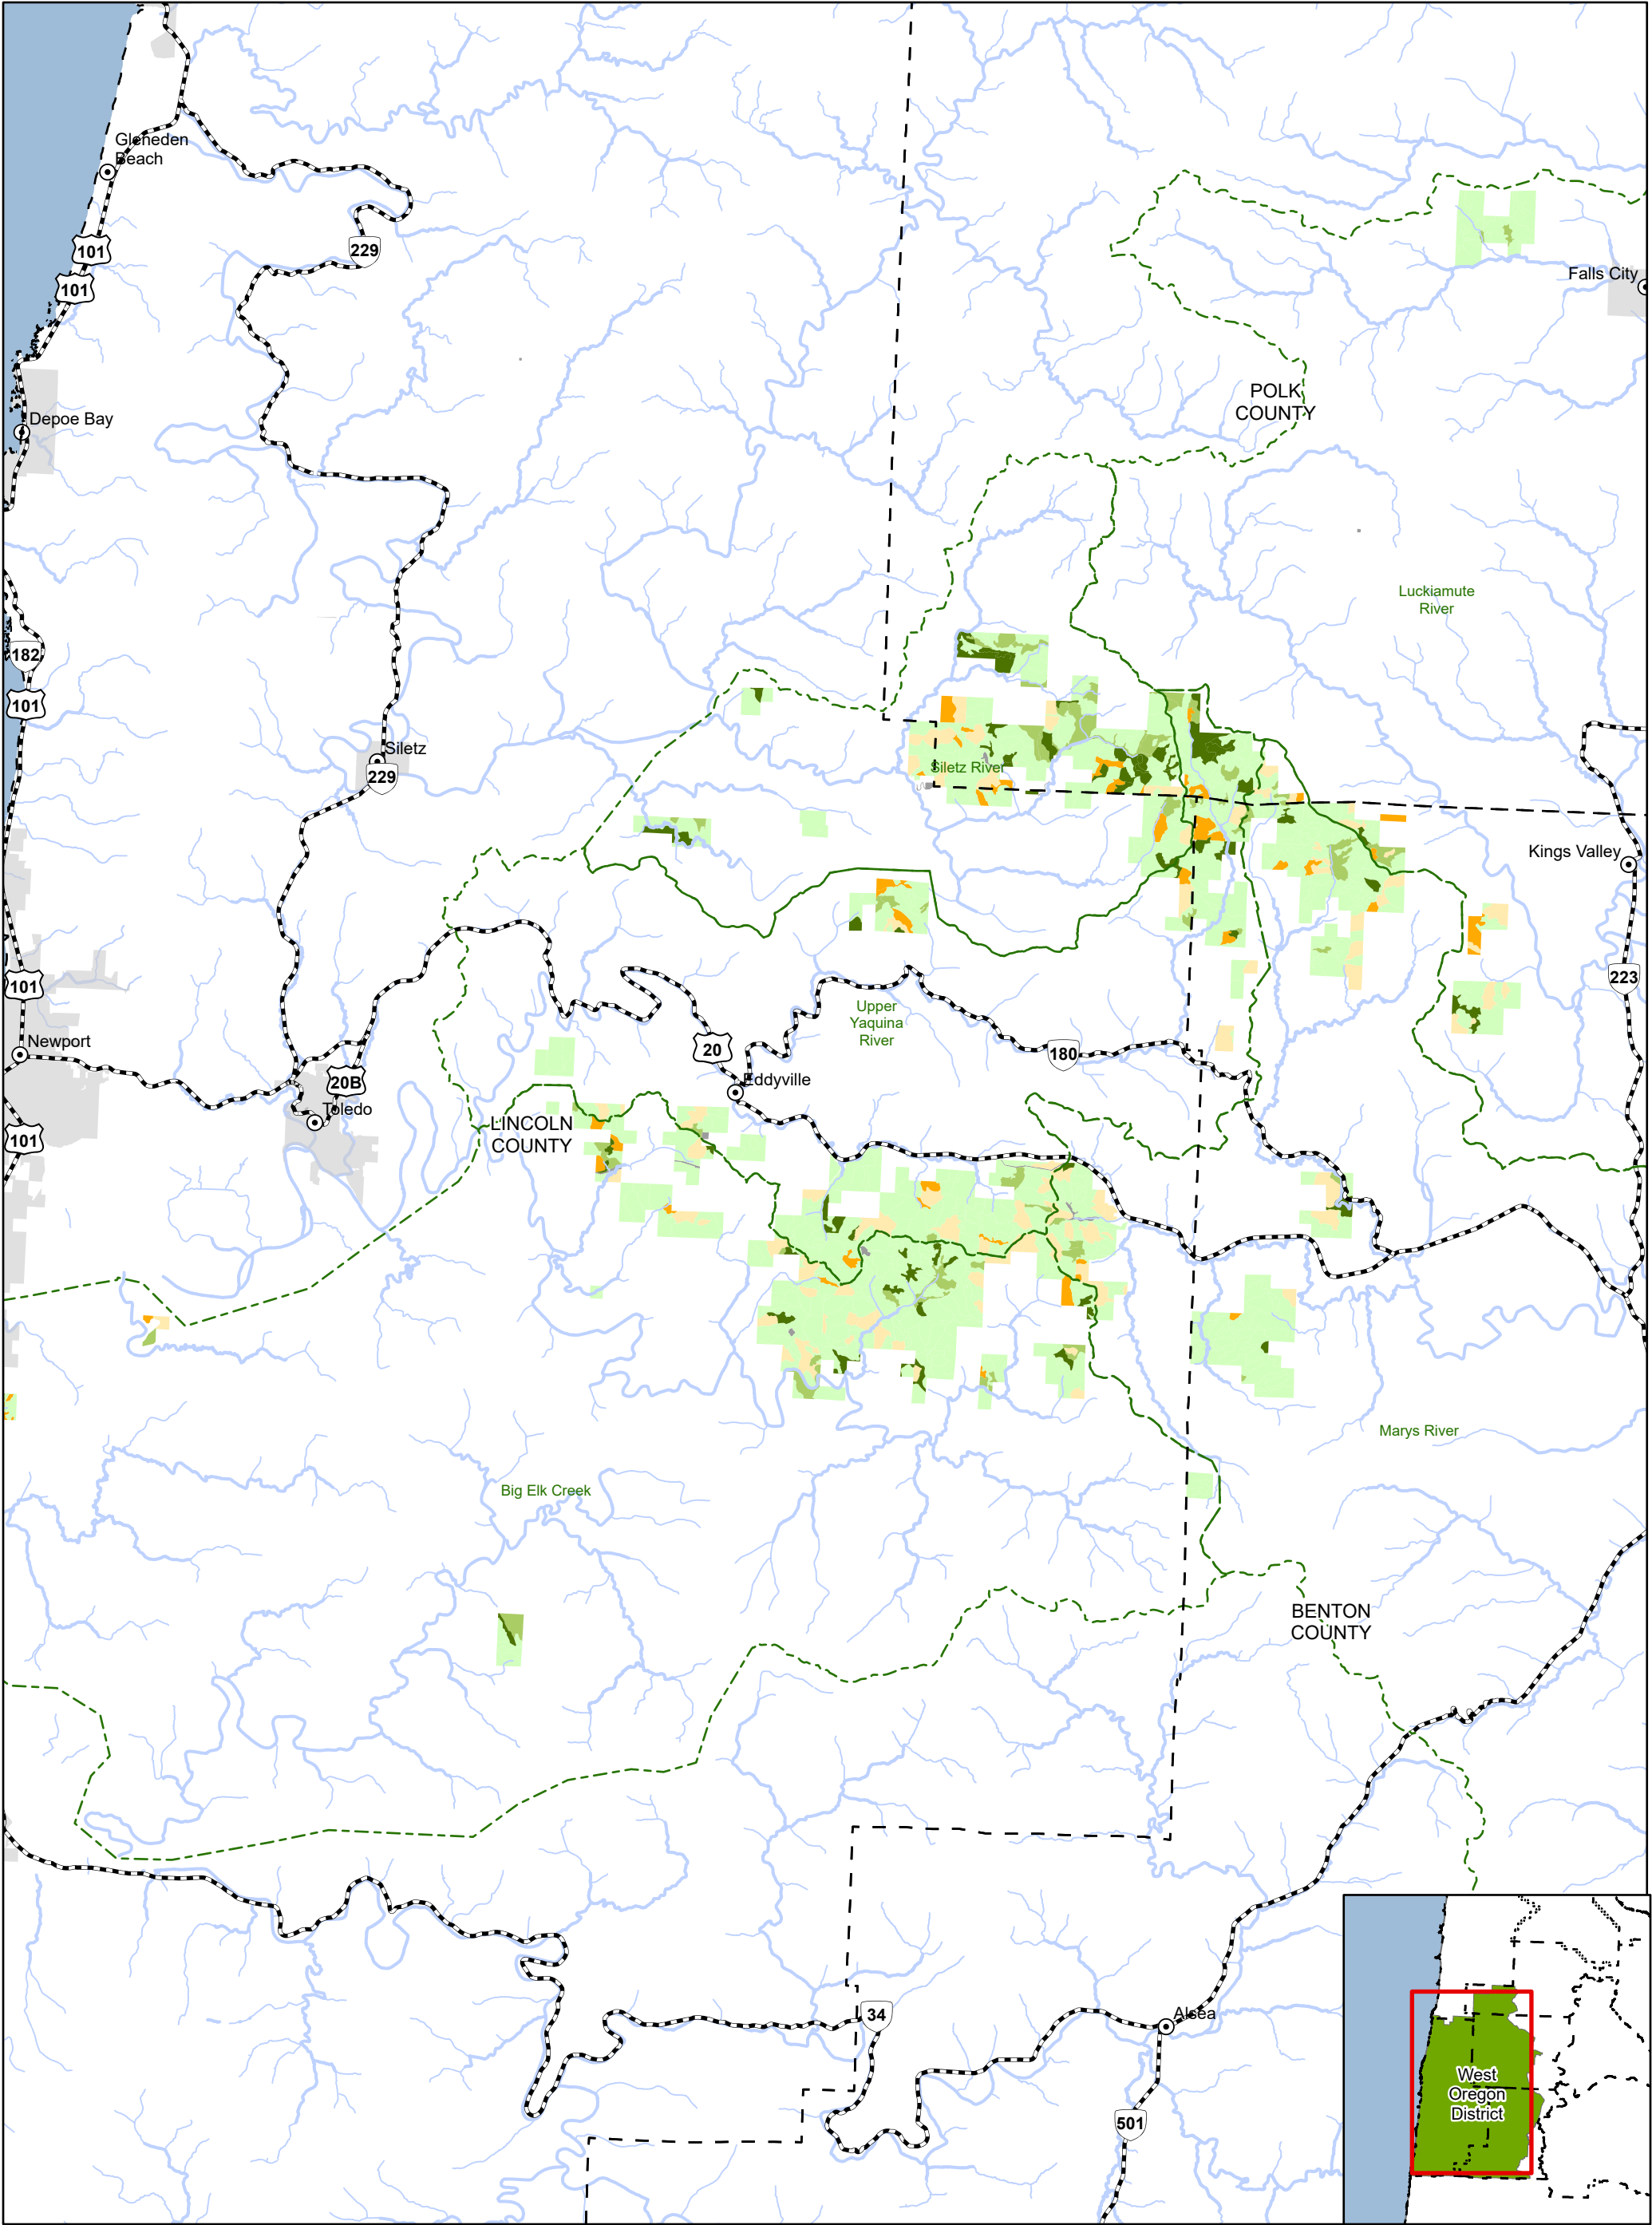 Gleneden
Beach
101
229
101
Falls City
POLK
COUNTY
Depoe Bay
Luckiamute
River
182
101
Siletz
229
Siletz River
Kings Valley
101
223
Upper
Yaquina
River
Newport
20
180
20B
Eddyville
Toledo
LINCOLN
COUNTY
101
Marys River
Big Elk Creek
BENTON
COUNTY
34
Alsea
501
West
Oregon
District